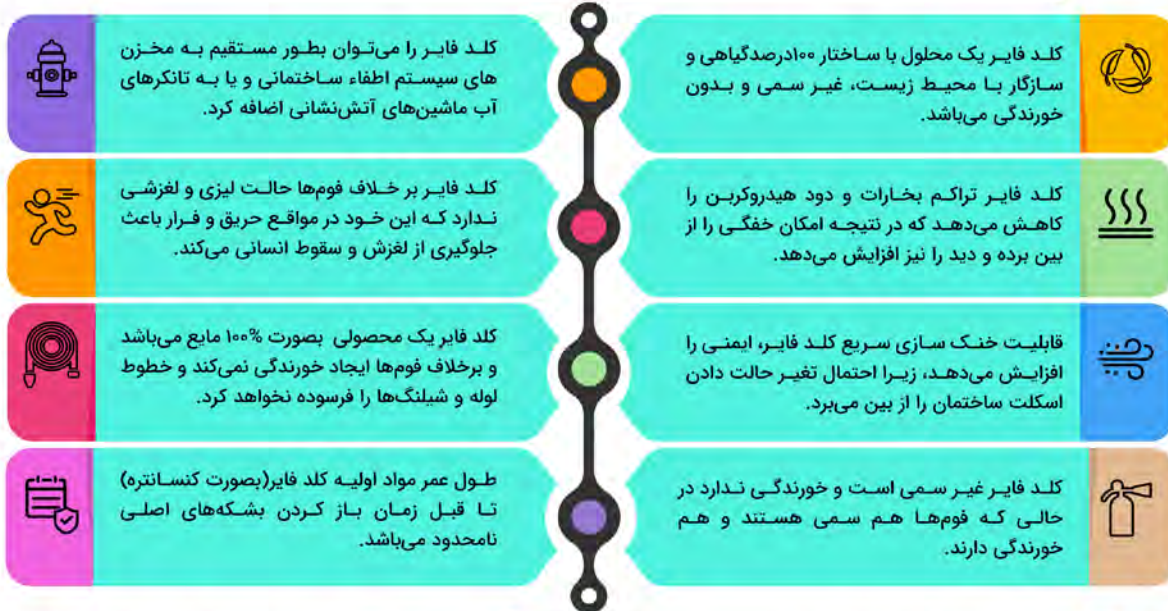 کلد فایر یک محلول با ساختار ۱۰۰درصدگیاهی و
سازگار با محیط زیست، غیر سمی و بدون
خورندگی می‌باشد.
کلد فایر را می‌توان بطور مستقیم به مخزن
های سیستم اطفاء ساختمانی و یا به تانکرهای
آب ماشین‌های آتش‌نشانی اضافه کرد.
کلد فایر تراکم بخارات و دود هیدروکربن را
کاهش می‌دهد که در نتیجه امکان خفگی را از
بین برده و دید را نیز افزایش می‌دهد.
کلد فایر بر خلاف فوم‌ها حالت لیزی و لغزشی
ندارد که این خود در مواقع حریق و فرار باعث
جلوگیری از لغزش و سقوط انسانی می‌کند.
قابلیت خنک سازی سریع کلد فایر، ایمنی را
افزایش می‌دهد، زیرا احتمال تغیر حالت دادن
اسکلت ساختمان را از بین می‌برد.
کلد فایر یک محصولی بصورت ۱۰۰% مایع می‌باشد
و برخلاف فوم‌ها ایجاد خورندگی نمی‌کند و خطوط
لوله و شیلنگ‌ها را فرسوده نخواهد کرد.
کلد فایر غیر سمی است و خورندگی ندارد در
حالی که فوم‌ها هم سمی هستند و هم
خورندگی دارند.
طول عمر مواد اولیه کلد فایر(بصورت کنسانتره)
تا قبل زمان باز کردن بشکه‌های اصلی
نامحدود می‌باشد.